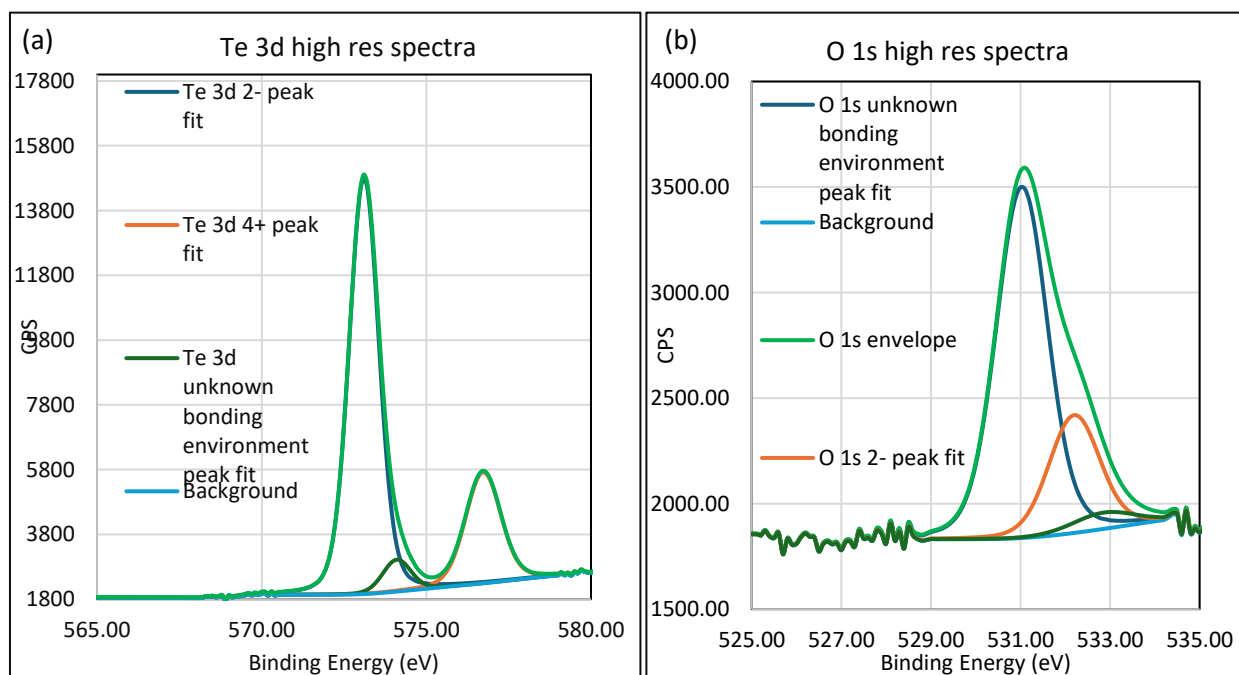 (a)
Te 3d high res spectra
17800
15800
13800
11800
9800
7800
5800
3800
1800
CPS
Te 3d 2- peak
fit
Te 3d 4+ peak
fit
Te 3d
unknown
bonding
environment
peak fit
Background
565.00 570.00 575.00 580.00
Binding Energy (eV)
(b)
O 1s high res spectra
4000.00
3500.00
3000.00
2500.00
2000.00
1500.00
CPS
O 1s unknown
bonding
environment
peak fit
Background
O 1s envelope
O 1s 2- peak fit
525.00 527.00 529.00 531.00 533.00 535.00
Binding Energy (eV)